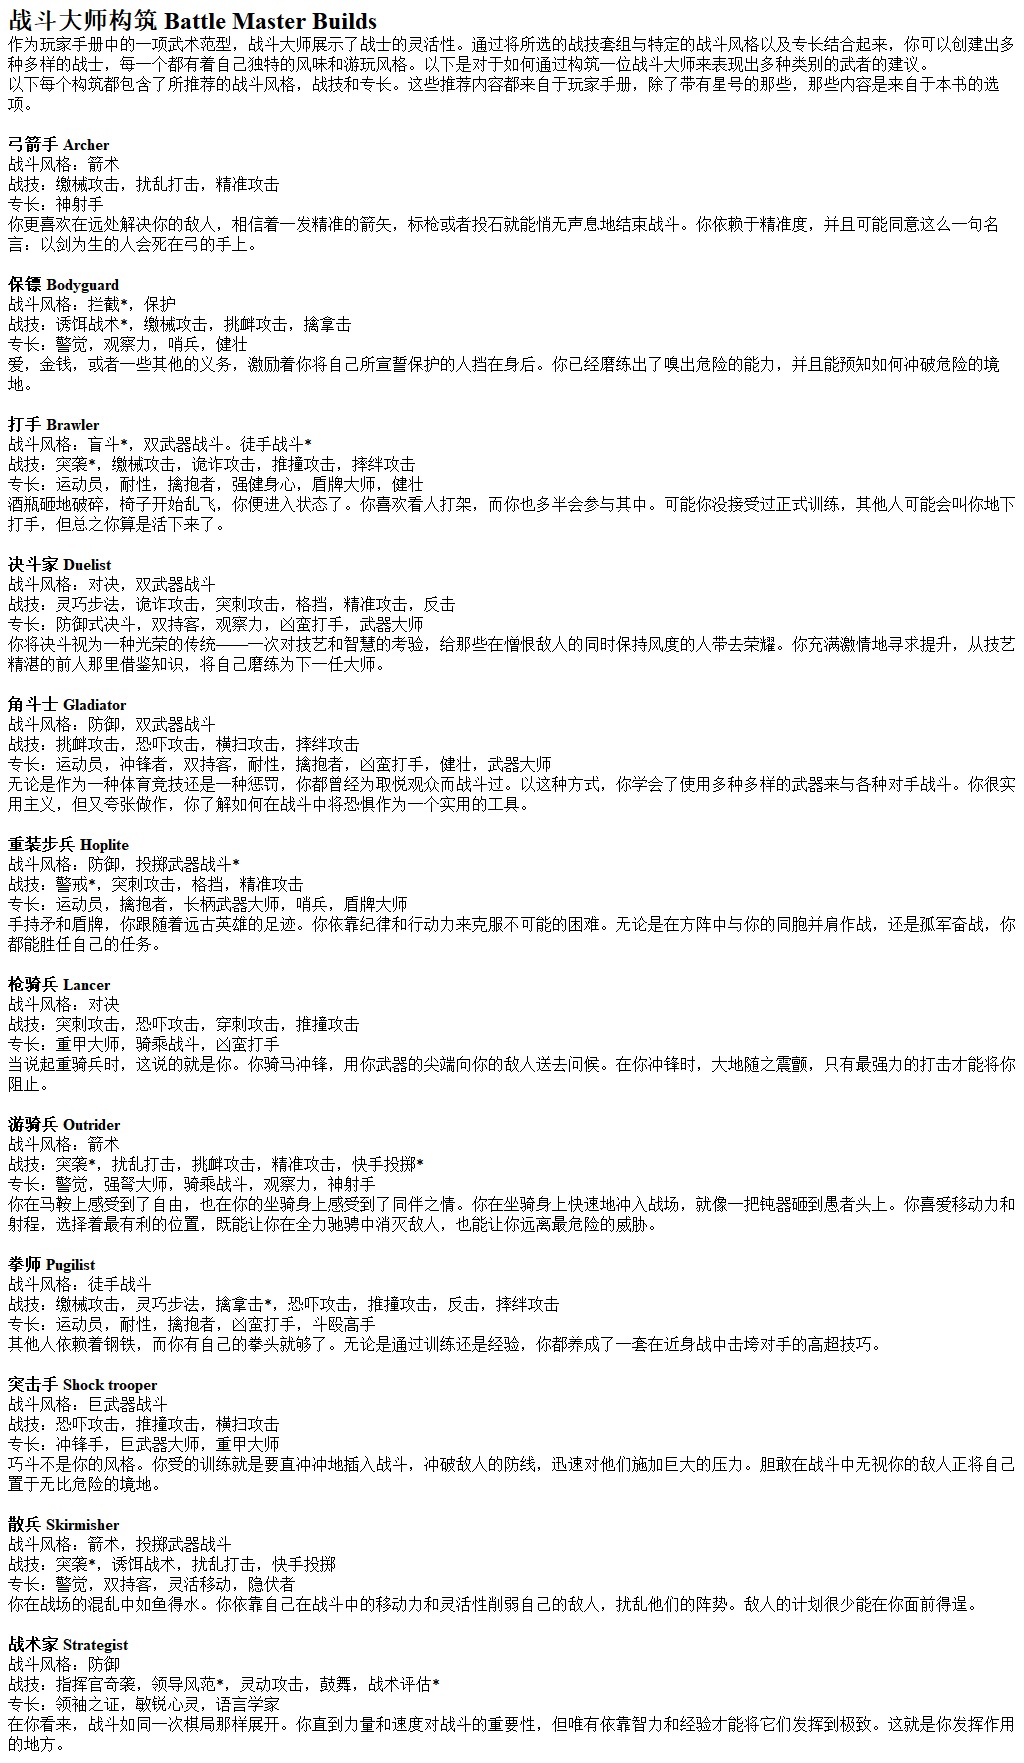 战斗大师构筑 Battle Master Builds
作为玩家手册中的一项武术范型，战斗大师展示了战士的灵活性。通过将所选的战技套组与特定的战斗风格以及专长结合起来，你可以创建出多
种多样的战士，每一个都有着自己独特的风味和游玩风格。以下是对于如何通过构筑一位战斗大师来表现出多种类别的武者的建议。
以下每个构筑都包含了所推荐的战斗风格，战技和专长。这些推荐内容都来自于玩家手册，除了带有星号的那些，那些内容是来自于本书的选
项。
弓箭手 Archer
战斗风格：箭术
战技：缴械攻击，扰乱打击，精准攻击
专长：神射手
你更喜欢在远处解决你的敌人，相信着一发精准的箭矢，标枪或者投石就能悄无声息地结束战斗。你依赖于精准度，并且可能同意这么一句名
言：以剑为生的人会死在弓的手上。
保镖 Bodyguard
战斗风格：拦截*，保护
战技：诱饵战术*，缴械攻击，挑衅攻击，擒拿击
专长：警觉，观察力，哨兵，健壮
爱，金钱，或者一些其他的义务，激励着你将自己所宣誓保护的人挡在身后。你已经磨练出了嗅出危险的能力，并且能预知如何冲破危险的境
地。
打手 Brawler
战斗风格：盲斗*，双武器战斗。徒手战斗*
战技：突袭*，缴械攻击，诡诈攻击，推撞攻击，摔绊攻击
专长：运动员，耐性，擒抱者，强健身心，盾牌大师，健壮
酒瓶砸地破碎，椅子开始乱飞，你便进入状态了。你喜欢看人打架，而你也多半会参与其中。可能你没接受过正式训练，其他人可能会叫你地下
打手，但总之你算是活下来了。
决斗家 Duelist
战斗风格：对决，双武器战斗
战技：灵巧步法，诡诈攻击，突刺攻击，格挡，精准攻击，反击
专长：防御式决斗，双持客，观察力，凶蛮打手，武器大师
你将决斗视为一种光荣的传统——一次对技艺和智慧的考验，给那些在憎恨敌人的同时保持风度的人带去荣耀。你充满激情地寻求提升，从技艺
精湛的前人那里借鉴知识，将自己磨练为下一任大师。
角斗士 Gladiator
战斗风格：防御，双武器战斗
战技：挑衅攻击，恐吓攻击，横扫攻击，摔绊攻击
专长：运动员，冲锋者，双持客，耐性，擒抱者，凶蛮打手，健壮，武器大师
无论是作为一种体育竞技还是一种惩罚，你都曾经为取悦观众而战斗过。以这种方式，你学会了使用多种多样的武器来与各种对手战斗。你很实
用主义，但又夸张做作，你了解如何在战斗中将恐惧作为一个实用的工具。
重装步兵 Hoplite
战斗风格：防御，投掷武器战斗*
战技：警戒*，突刺攻击，格挡，精准攻击
专长：运动员，擒抱者，长柄武器大师，哨兵，盾牌大师
手持矛和盾牌，你跟随着远古英雄的足迹。你依靠纪律和行动力来克服不可能的困难。无论是在方阵中与你的同胞并肩作战，还是孤军奋战，你
都能胜任自己的任务。
枪骑兵 Lancer
战斗风格：对决
战技：突刺攻击，恐吓攻击，穿刺攻击，推撞攻击
专长：重甲大师，骑乘战斗，凶蛮打手
当说起重骑兵时，这说的就是你。你骑马冲锋，用你武器的尖端向你的敌人送去问候。在你冲锋时，大地随之震颤，只有最强力的打击才能将你
阻止。
游骑兵 Outrider
战斗风格：箭术
战技：突袭*，扰乱打击，挑衅攻击，精准攻击，快手投掷*
专长：警觉，强弩大师，骑乘战斗，观察力，神射手
你在马鞍上感受到了自由，也在你的坐骑身上感受到了同伴之情。你在坐骑身上快速地冲入战场，就像一把钝器砸到愚者头上。你喜爱移动力和
射程，选择着最有利的位置，既能让你在全力驰骋中消灭敌人，也能让你远离最危险的威胁。
拳师 Pugilist
战斗风格：徒手战斗
战技：缴械攻击，灵巧步法，擒拿击*，恐吓攻击，推撞攻击，反击，摔绊攻击
专长：运动员，耐性，擒抱者，凶蛮打手，斗殴高手
其他人依赖着钢铁，而你有自己的拳头就够了。无论是通过训练还是经验，你都养成了一套在近身战中击垮对手的高超技巧。
突击手 Shock trooper
战斗风格：巨武器战斗
战技：恐吓攻击，推撞攻击，横扫攻击
专长：冲锋手，巨武器大师，重甲大师
巧斗不是你的风格。你受的训练就是要直冲冲地插入战斗，冲破敌人的防线，迅速对他们施加巨大的压力。胆敢在战斗中无视你的敌人正将自己
置于无比危险的境地。
散兵 Skirmisher
战斗风格：箭术，投掷武器战斗
战技：突袭*，诱饵战术，扰乱打击，快手投掷
专长：警觉，双持客，灵活移动，隐伏者
你在战场的混乱中如鱼得水。你依靠自己在战斗中的移动力和灵活性削弱自己的敌人，扰乱他们的阵势。敌人的计划很少能在你面前得逞。
战术家 Strategist
战斗风格：防御
战技：指挥官奇袭，领导风范*，灵动攻击，鼓舞，战术评估*
专长：领袖之证，敏锐心灵，语言学家
在你看来，战斗如同一次棋局那样展开。你直到力量和速度对战斗的重要性，但唯有依靠智力和经验才能将它们发挥到极致。这就是你发挥作用
的地方。